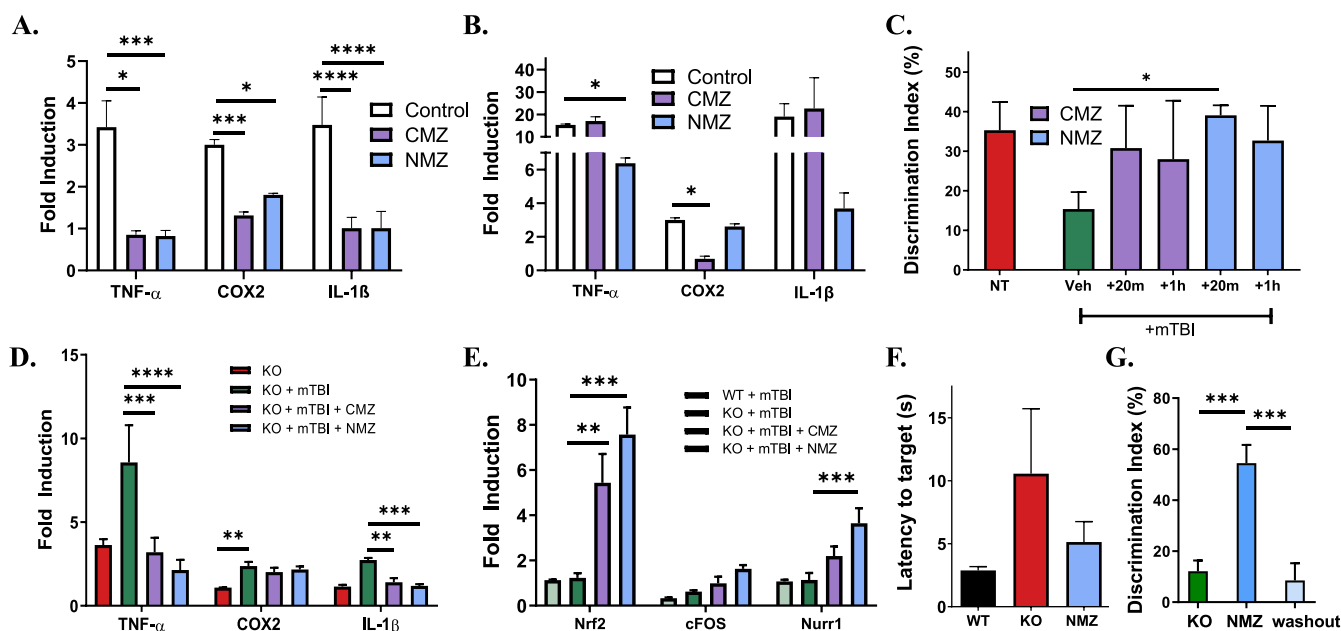 A.
Fold Induction
6
5
4
3
2
1
0
***
*
*
***
****
****
Control
CMZ
NMZ
TNF-α
COX2
IL-1ß
B.
Fold Induction
40
30
20
10
6
4
2
0
*
*
Control
CMZ
NMZ
TNF-α
COX2
IL-1β
C.
Discrimination Index (%)
50
40
30
20
10
0
*
CMZ
NMZ
NT
Veh
+20m
+1h
+20m
+1h
+mTBI
D.
Fold Induction
15
10
5
0
****
***
**
***
**
KO
KO + mTBI
KO + mTBI + CMZ
KO + mTBI + NMZ
TNF-α
COX2
IL-1β
E.
Fold Induction
10
8
6
4
2
0
***
**
***
WT + mTBI
KO + mTBI
KO + mTBI + CMZ
KO + mTBI + NMZ
Nrf2
cFOS
Nurr1
F.
Latency to target (s)
15
10
5
0
WT
KO
NMZ
G.
Discrimination Index (%)
80
60
40
20
0
***
***
KO
NMZ
washout